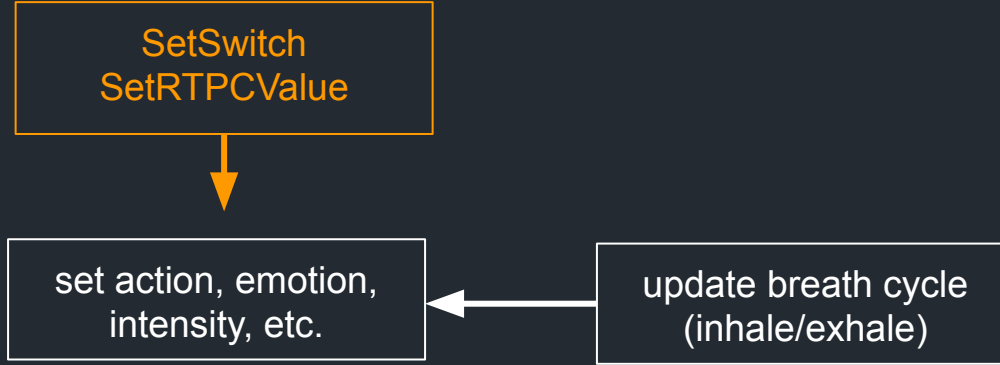 SetSwitch
SetRTPCValue
set action, emotion,
intensity, etc.
update breath cycle
(inhale/exhale)